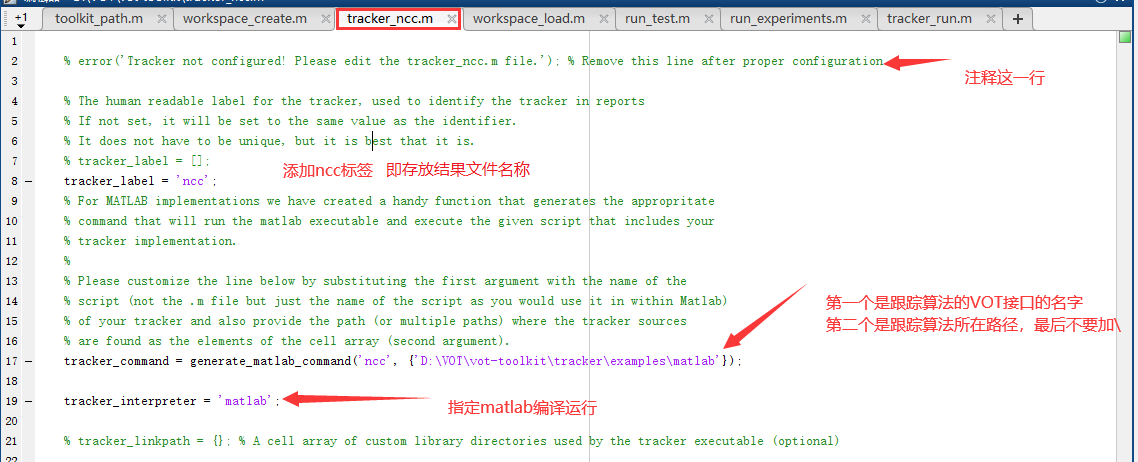 +1 toolkit_path.m × workspace_create.m × tracker_ncc.m × workspace_load.m × run_test.m × run_experiments.m × tracker_run.m × +
1
2 % error('Tracker not configured! Please edit the tracker_ncc.m file.'); % Remove this line after proper configuration
注释这一行
3
4 % The human readable label for the tracker, used to identify the tracker in reports
5 % If not set, it will be set to the same value as the identifier.
6 % It does not have to be unique, but it is best that it is.
7 % tracker_label = [];
添加ncc标签 即存放结果文件名称
8 – tracker_label = 'ncc';
9 % For MATLAB implementations we have created a handy function that generates the appropritate
10 % command that will run the matlab executable and execute the given script that includes your
11 % tracker implementation.
12 %
13 % Please customize the line below by substituting the first argument with the name of the
14 % script (not the .m file but just the name of the script as you would use it in within Matlab)
第一个是跟踪算法的VOT接口的名字
15 % of your tracker and also provide the path (or multiple paths) where the tracker sources
第二个是跟踪算法所在路径，最后不要加\
16 % are found as the elements of the cell array (second argument).
17 – tracker_command = generate_matlab_command('ncc', {'D:\VOT\vot-toolkit\tracker\examples\matlab'});
18
19 – tracker_interpreter = 'matlab';
指定matlab编译运行
20
21 % tracker_linkpath = {}; % A cell array of custom library directories used by the tracker executable (optional)
22